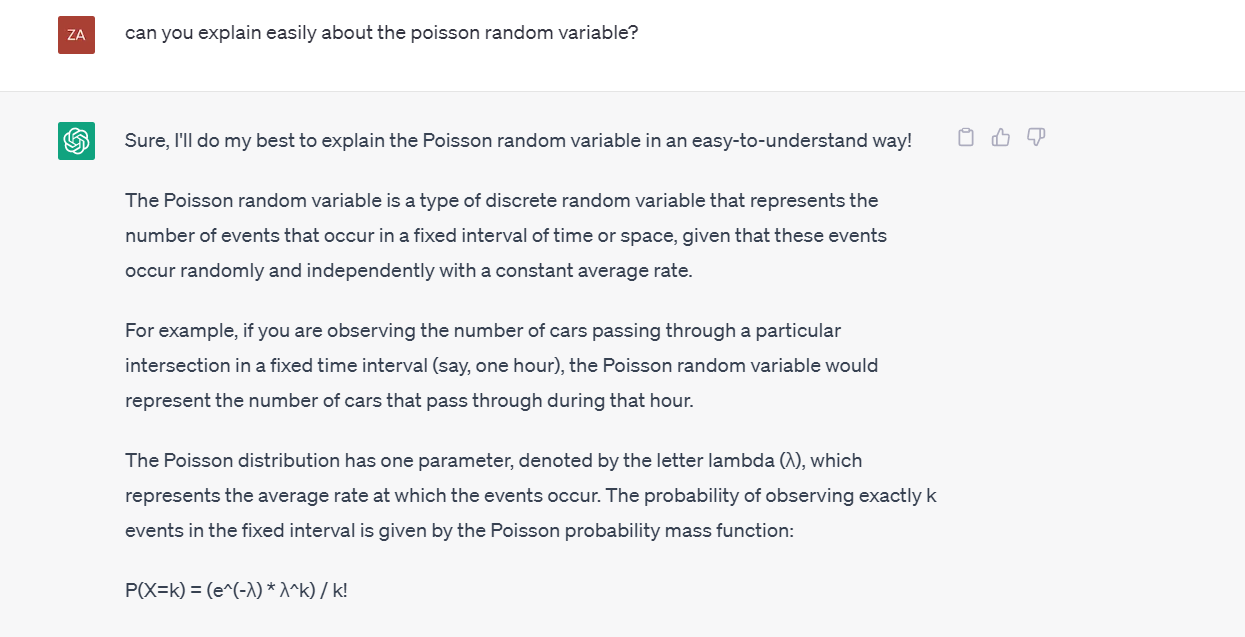 ZA
can you explain easily about the poisson random variable?
Sure, I'll do my best to explain the Poisson random variable in an easy-to-understand way!
The Poisson random variable is a type of discrete random variable that represents the
number of events that occur in a fixed interval of time or space, given that these events
occur randomly and independently with a constant average rate.
For example, if you are observing the number of cars passing through a particular
intersection in a fixed time interval (say, one hour), the Poisson random variable would
represent the number of cars that pass through during that hour.
The Poisson distribution has one parameter, denoted by the letter lambda (λ), which
represents the average rate at which the events occur. The probability of observing exactly k
events in the fixed interval is given by the Poisson probability mass function:
P(X=k) = (e^(-λ) * λ^k) / k!